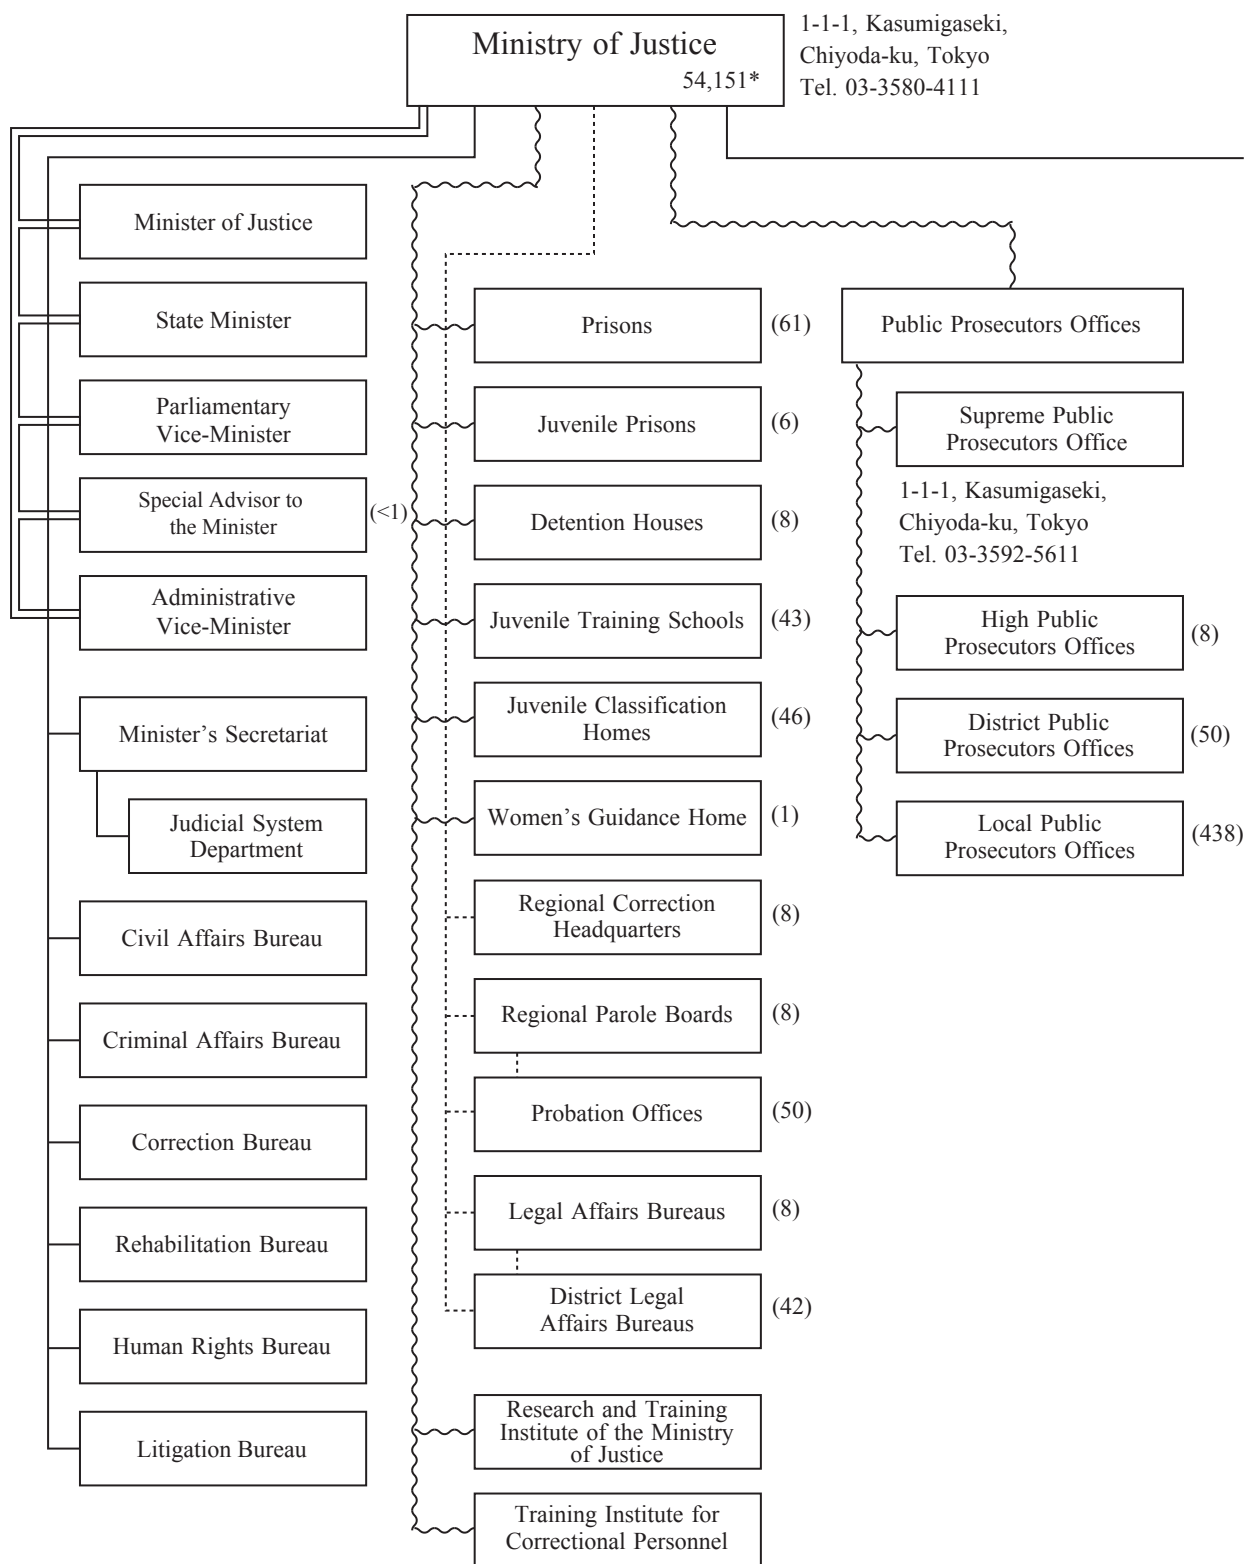 Ministry of Justice
54,151*
1-1-1, Kasumigaseki,
Chiyoda-ku, Tokyo
Tel. 03-3580-4111
Minister of Justice
State Minister
Parliamentary
Vice-Minister
Special Advisor to
the Minister
(<1)
Administrative
Vice-Minister
Minister's Secretariat
Judicial System
Department
Civil Affairs Bureau
Criminal Affairs Bureau
Correction Bureau
Rehabilitation Bureau
Human Rights Bureau
Litigation Bureau
Prisons
(61)
Juvenile Prisons
(6)
Detention Houses
(8)
Juvenile Training Schools
(43)
Juvenile Classification
Homes
(46)
Women's Guidance Home
(1)
Regional Correction
Headquarters
(8)
Regional Parole Boards
(8)
Probation Offices
(50)
Legal Affairs Bureaus
(8)
District Legal
Affairs Bureaus
(42)
Research and Training
Institute of the Ministry
of Justice
Training Institute for
Correctional Personnel
Public Prosecutors Offices
Supreme Public
Prosecutors Office
1-1-1, Kasumigaseki,
Chiyoda-ku, Tokyo
Tel. 03-3592-5611
High Public
Prosecutors Offices
(8)
District Public
Prosecutors Offices
(50)
Local Public
Prosecutors Offices
(438)